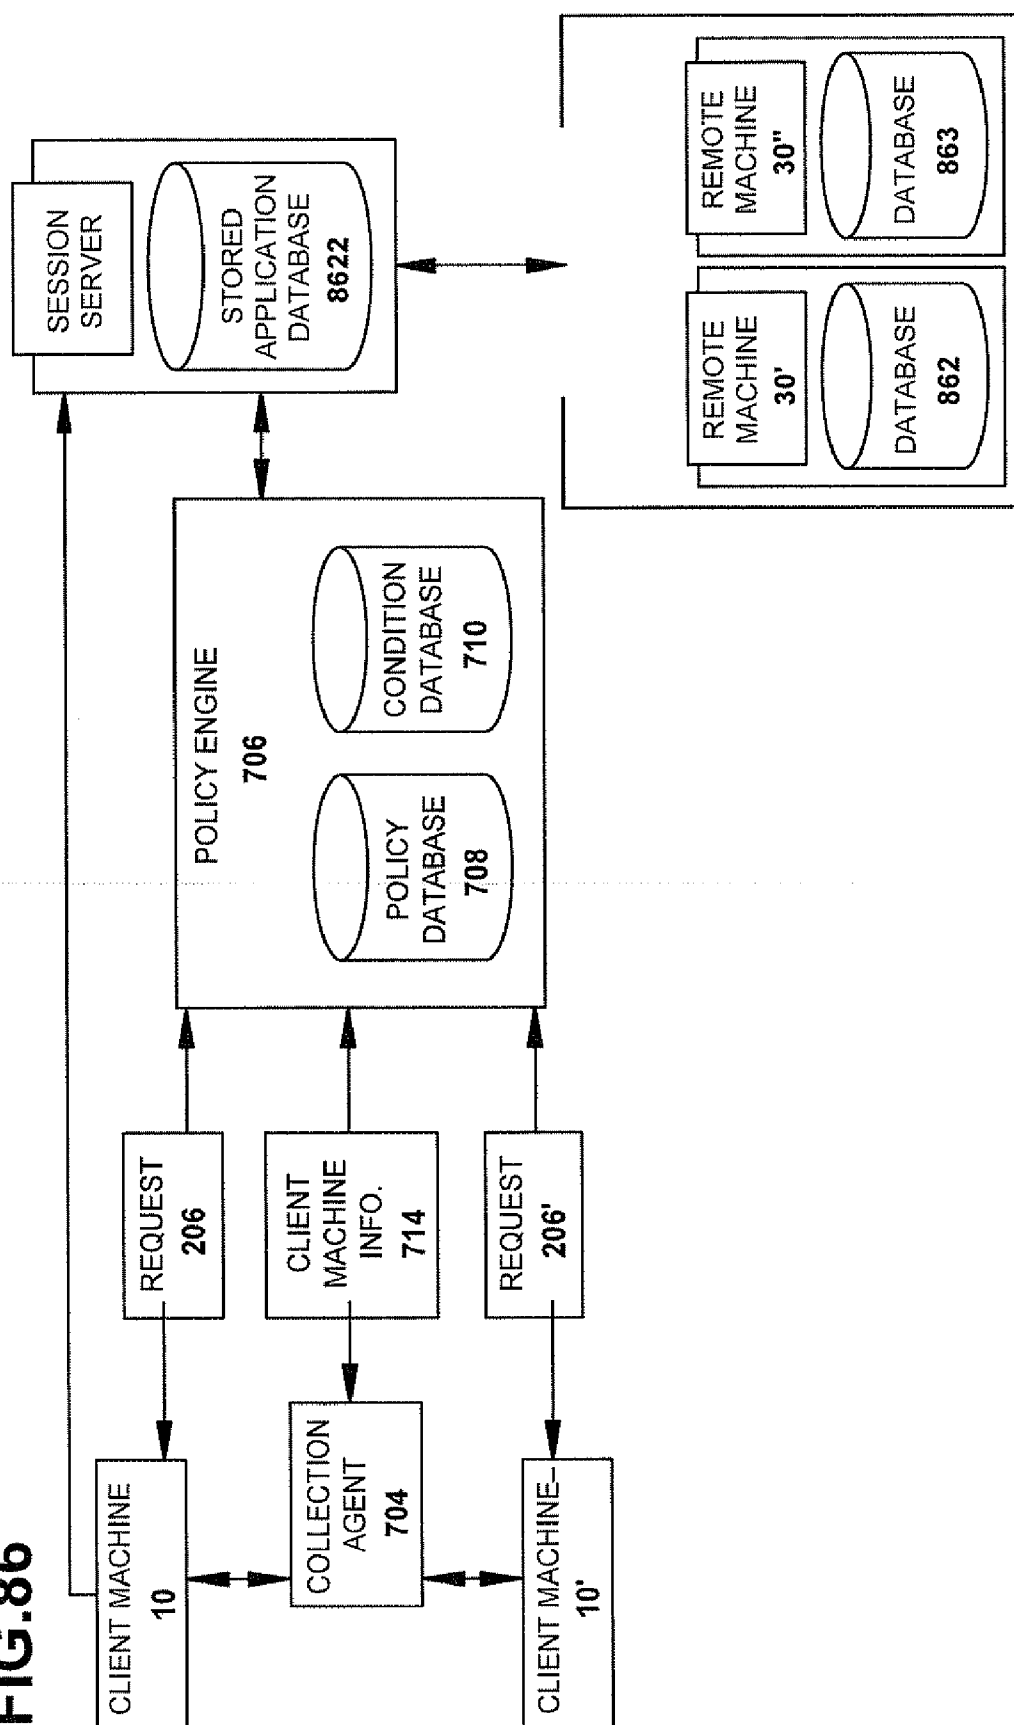 FIG.86
CLIENT MACHINE
10
COLLECTION
AGENT
704
CLIENT MACHINE
10'
REQUEST
206
CLIENT
MACHINE
INFO.
714
REQUEST
206'
POLICY ENGINE
706
POLICY
DATABASE
708
CONDITION
DATABASE
710
SESSION
SERVER
STORED
APPLICATION
DATABASE
8622
REMOTE
MACHINE
30'
DATABASE
862
REMOTE
MACHINE
30"
DATABASE
863